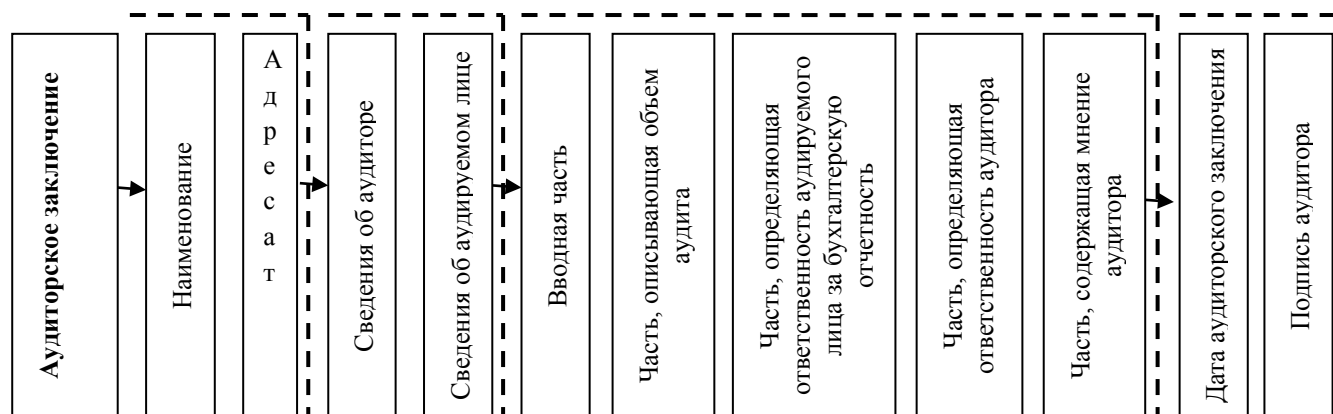 Аудиторское заключение
Наименование
А
д
р
е
с
а
т
Сведения об аудиторе
Сведения об аудируемом лице
Вводная часть
Часть, описывающая объем
аудита
Часть, определяющая
ответственность аудируемого
лица за бухгалтерскую
отчетность
Часть, определяющая
ответственность аудитора
Часть, содержащая мнение
аудитора
Дата аудиторского заключения
Подпись аудитора